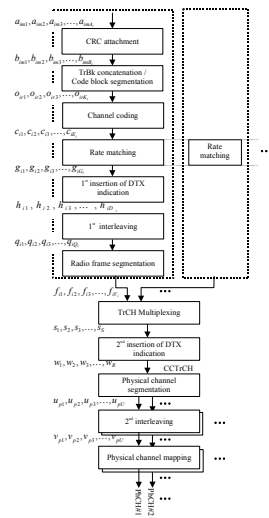 a_im1, a_im2, a_im3, …, a_imA_i
CRC attachment
b_im1, b_im2, b_im3, …, b_imB_i
TrBk concatenation /
Code block segmentation
o_ir1, o_ir2, o_ir3, …, o_irK_i
Channel coding
c_i1, c_i2, c_i3, …, c_iE_i
Rate matching
Rate
matching
g_i1, g_i2, g_i3, …, g_iG_i
1st insertion of DTX
indication
h_i1, h_i2, h_i3, …, h_iD_i
1st interleaving
q_i1, q_i2, q_i3, …, q_iQ_i
Radio frame segmentation
f_i1, f_i2, f_i3, …, f_iV_i
TrCH Multiplexing
s_1, s_2, s_3, …, s_S
2nd insertion of DTX
indication
w_1, w_2, w_3, …, w_R
CCTrCH
Physical channel
segmentation
u_p1, u_p2, u_p3, …, u_pU
2nd interleaving
v_p1, v_p2, v_p3, …, v_pU
Physical channel mapping
PhCH#1
PhCH#2